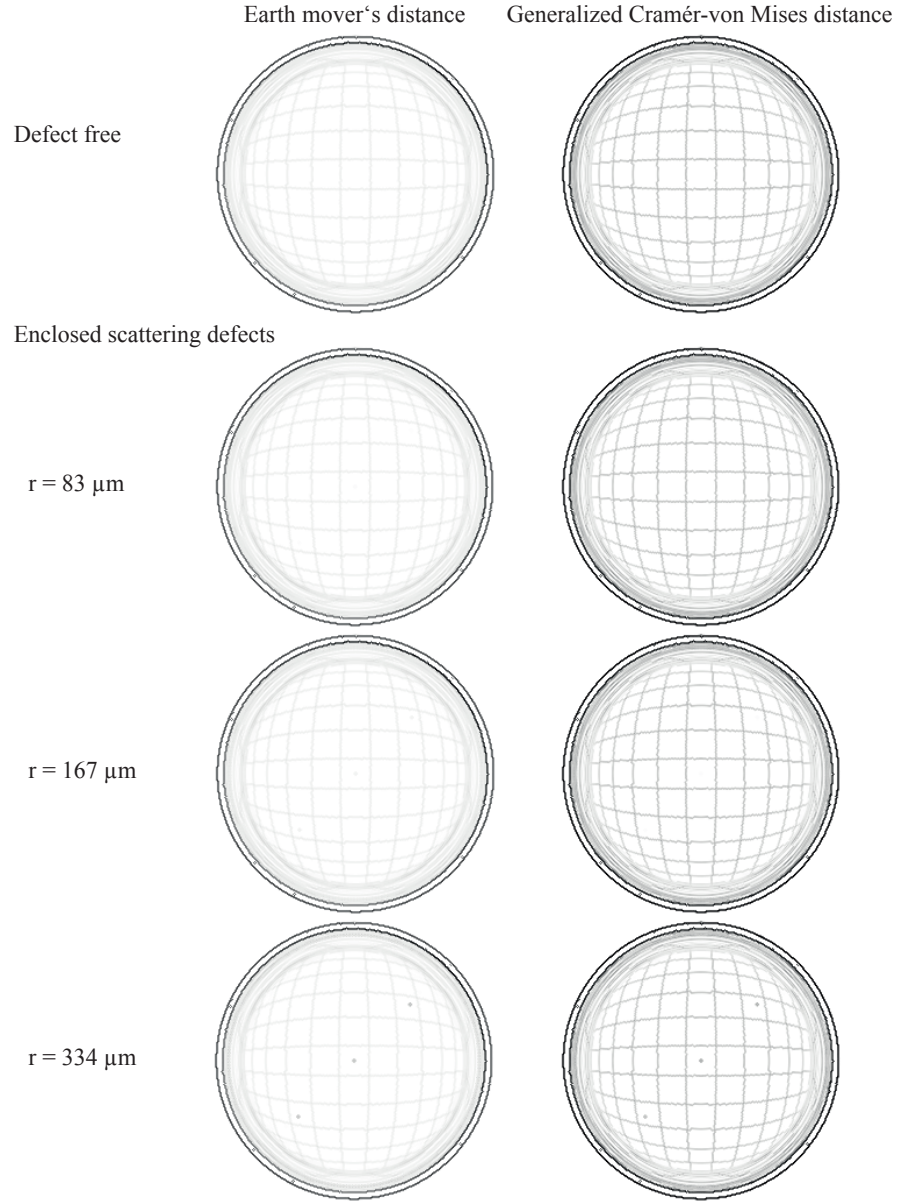 Earth mover‘s distance
Generalized Cramér-von Mises distance
Defect free
Enclosed scattering defects
r = 83 µm
r = 167 µm
r = 334 µm